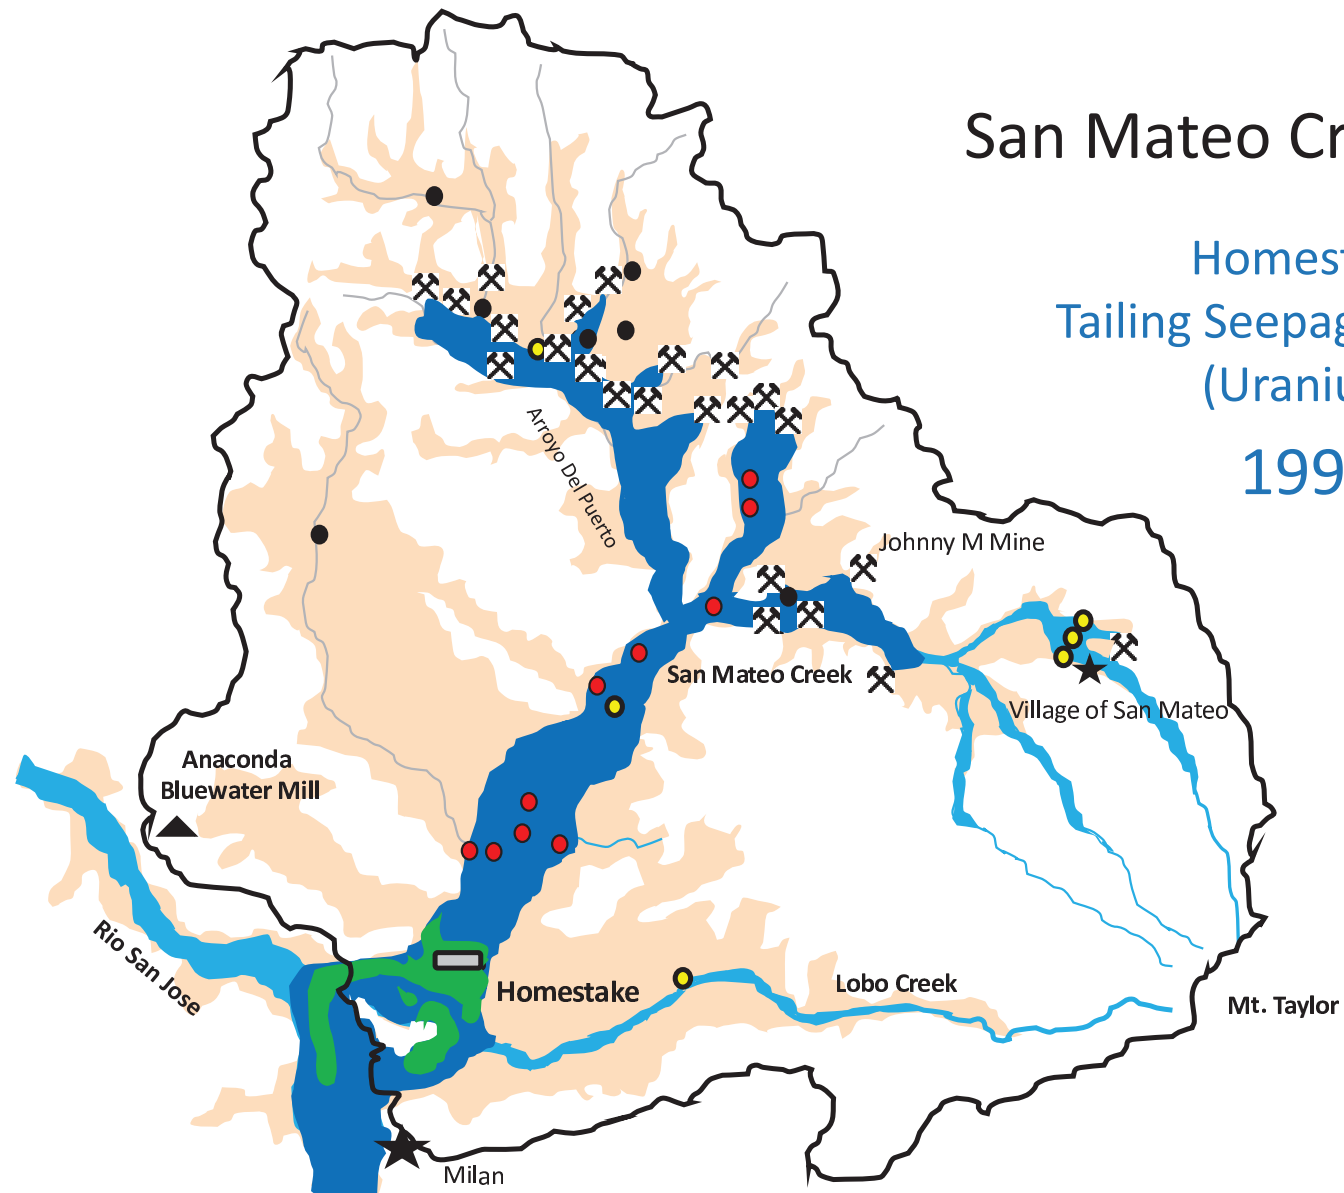 San Mateo Cr
Homest
Tailing Seepag
(Uraniu
199
Arroyo Del Puerto
Johnny M Mine
San Mateo Creek
Village of San Mateo
Anaconda
Bluewater Mill
Rio San Jose
Homestake
Lobo Creek
Mt. Taylor
Milan